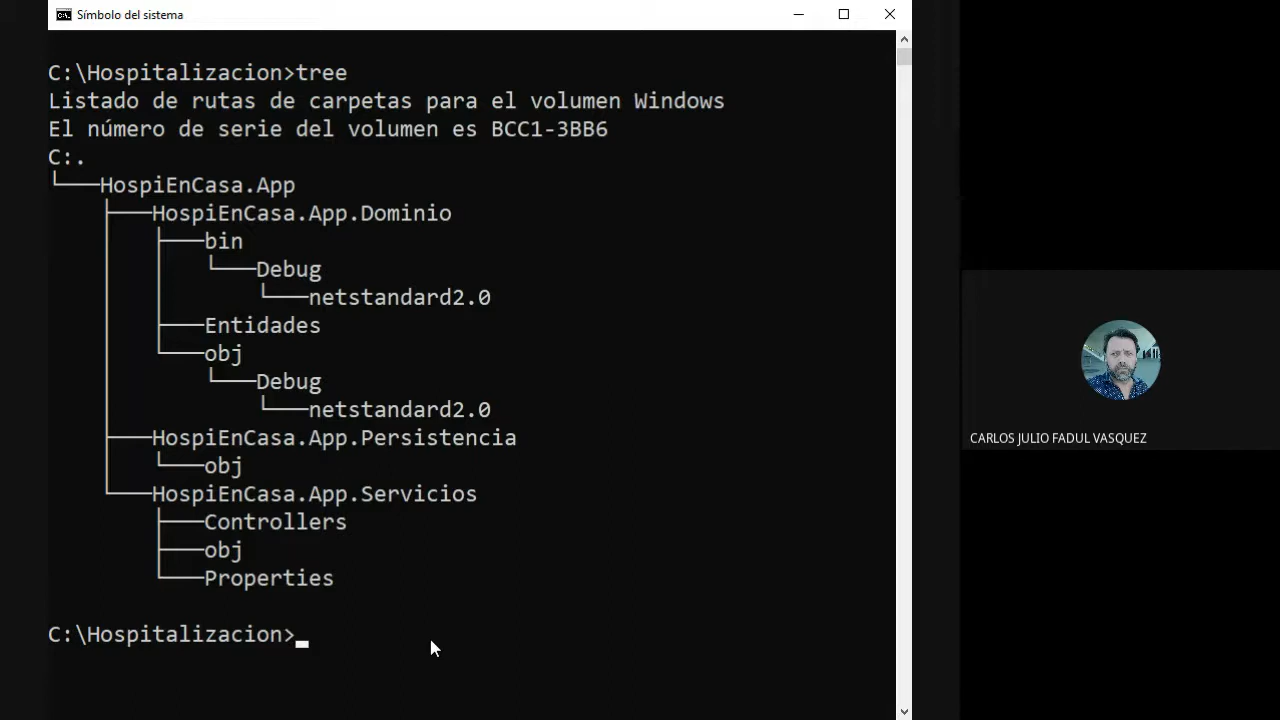 Símbolo del sistema
C:\Hospitalizacion>tree
Listado de rutas de carpetas para el volumen Windows
El número de serie del volumen es BCC1-3BB6
C:.
└───HospiEnCasa.App
    ├───HospiEnCasa.App.Dominio
    │   ├───bin
    │   │   └───Debug
    │   │       └───netstandard2.0
    │   ├───Entidades
    │   └───obj
    │       └───Debug
    │           └───netstandard2.0
    ├───HospiEnCasa.App.Persistencia
    │   └───obj
    └───HospiEnCasa.App.Servicios
        ├───Controllers
        ├───obj
        └───Properties
C:\Hospitalizacion>
CARLOS JULIO FADUL VASQUEZ